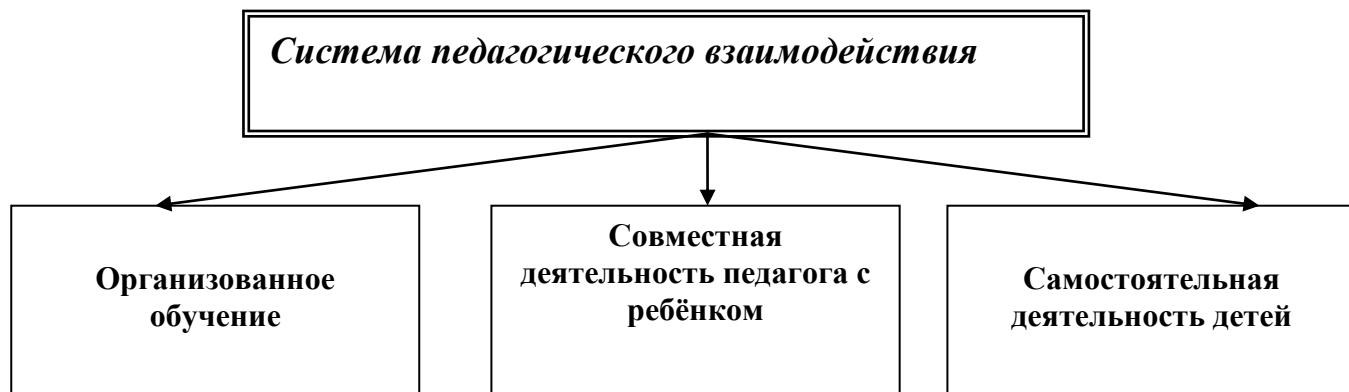 Система педагогического взаимодействия
Организованное
обучение
Совместная
деятельность педагога с
ребёнком
Самостоятельная
деятельность детей